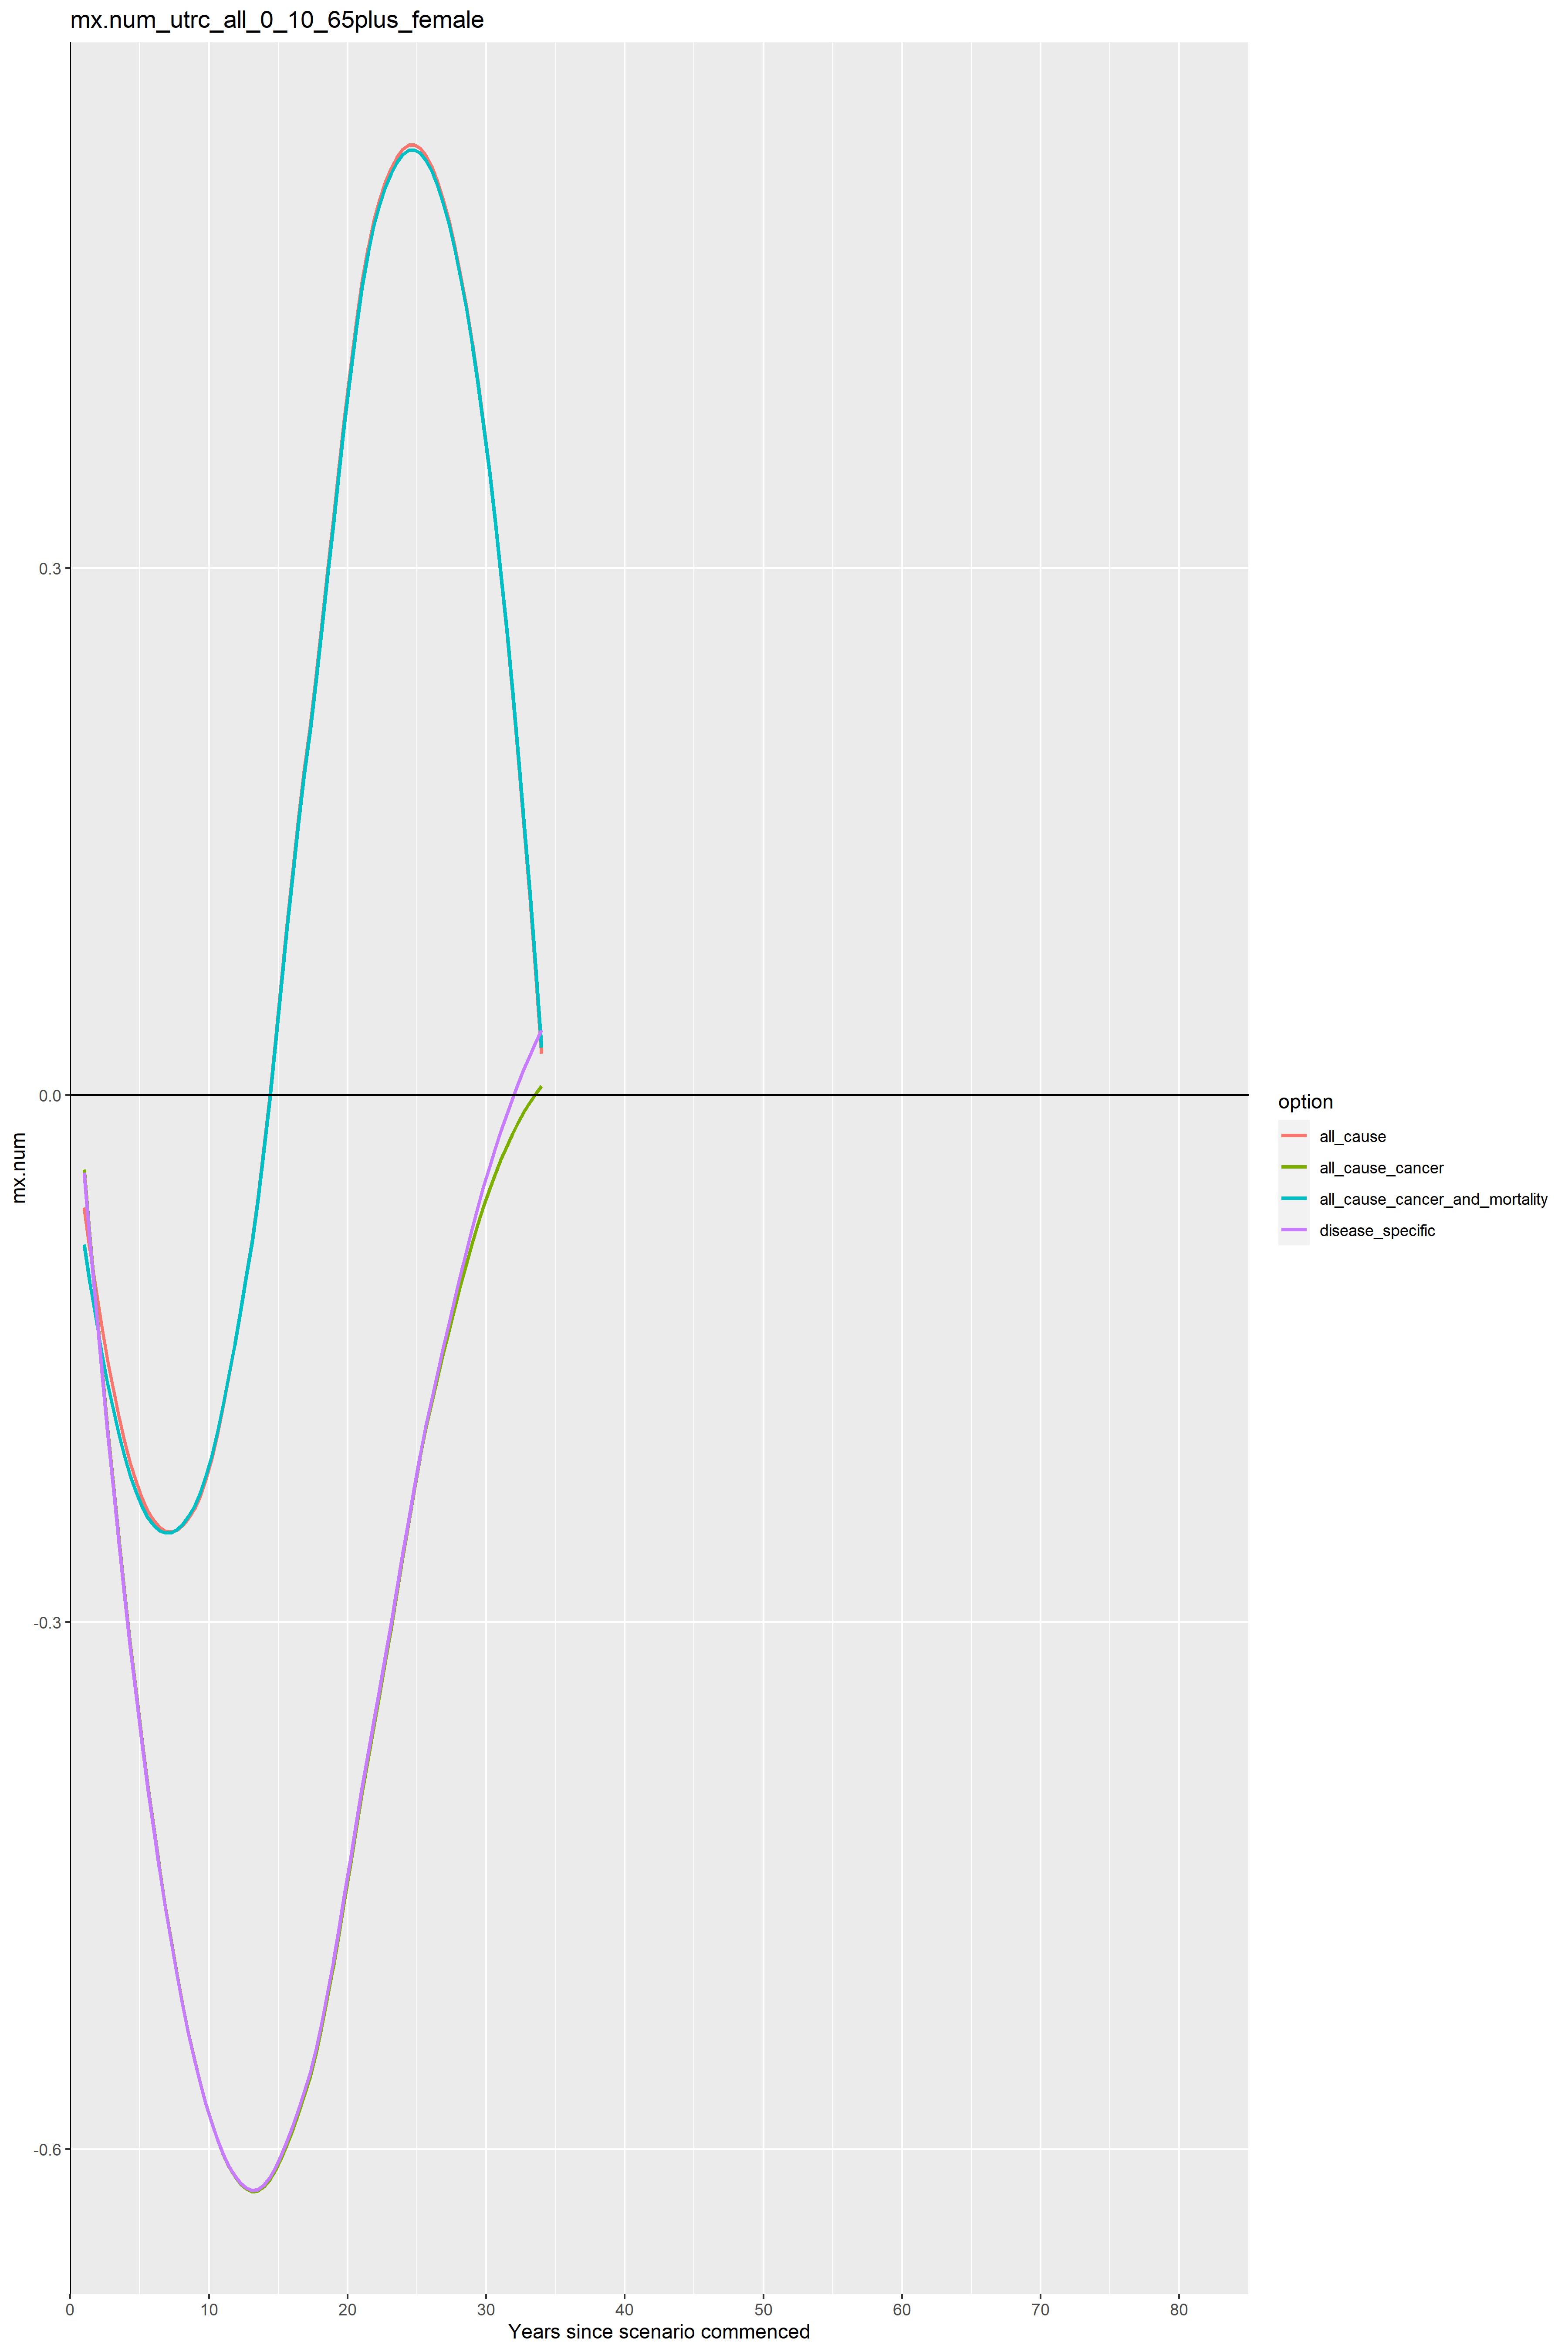 mx.num_utrc_all_0_10_65plus_female
mx.num
0.3
0.0
-0.3
-0.6
0 10 20 30 40 50 60 70 80
Years since scenario commenced
option
all_cause
all_cause_cancer
all_cause_cancer_and_mortality
disease_specific